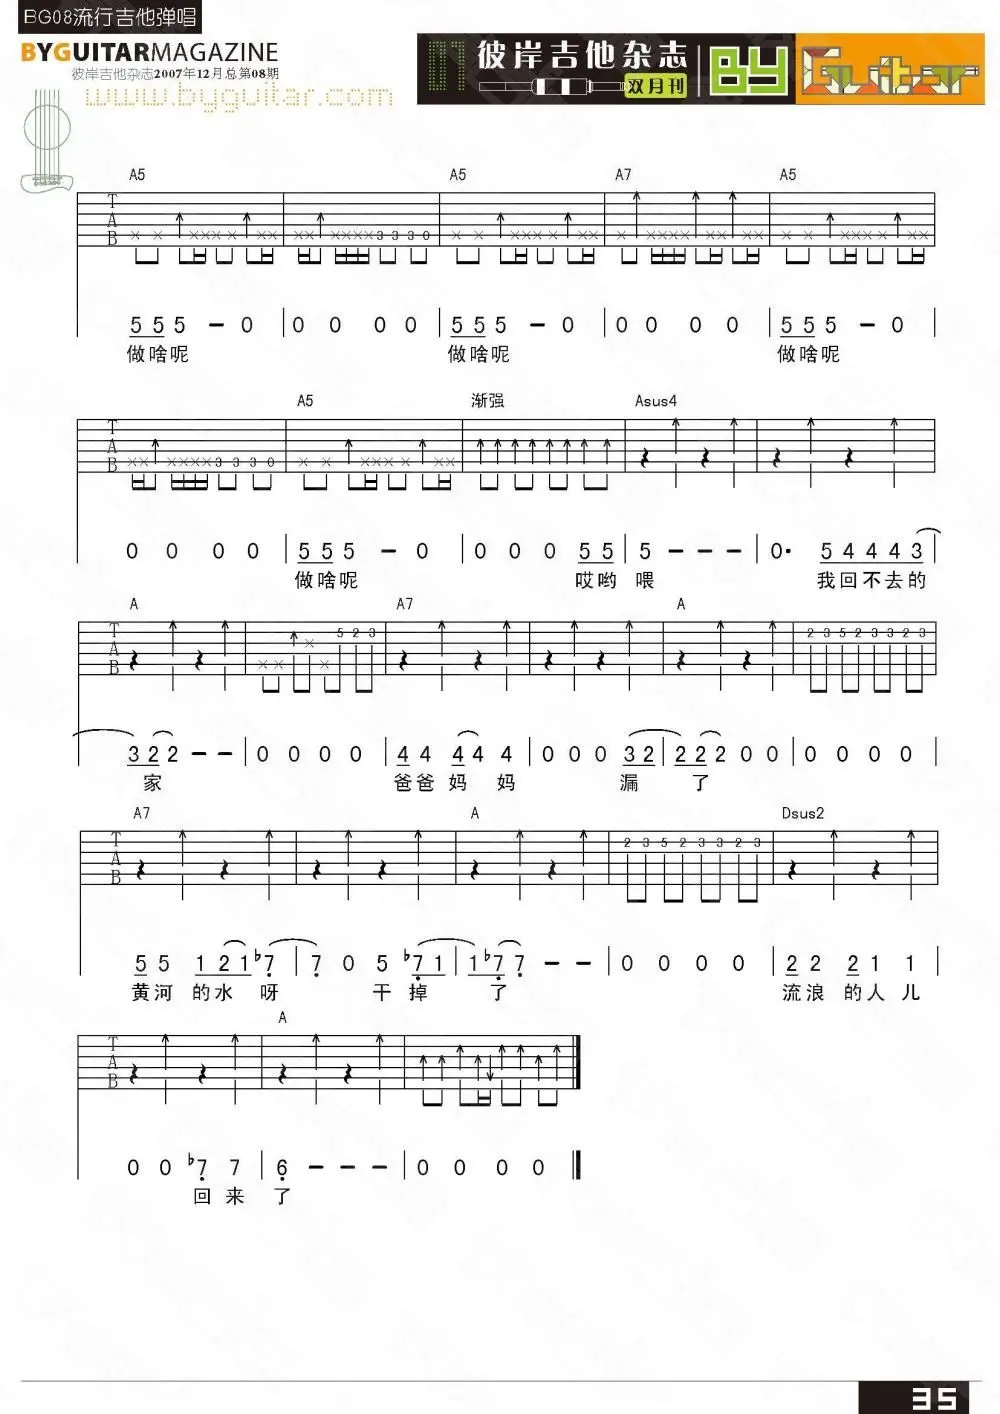 BG08流行吉他弹唱
BYGUITARMAGAZINE
彼岸吉他杂志2007年12月总第08期
www.byguitar.com
01 彼岸吉他杂志 双月刊 BY Guitar
A5 A5 A7 A5
T A B
3 3 3 0
5 5 5 - 0 | 0 0 0 0 | 5 5 5 - 0 | 0 0 0 0 | 5 5 5 - 0
做啥呢 做啥呢 做啥呢
A5 渐强 Asus4
T A B
3 3 3 0
0 0 0 0 | 5 5 5 - 0 | 0 0 0 5 5 | 5 - - - | 0· 5 4 4 4 3
做啥呢 哎哟 喂 我回不去的
A A7 A
T A B
5 2 3 2 3 5 2 3 3 2 3
3 2 2 - - | 0 0 0 0 | 4 4 4 4 4 | 0 0 0 3 2 | 2 2 2 0 0 | 0 0 0 0
家 爸爸 妈 妈 漏 了
A7 A Dsus2
T A B
2 3 5 2 3 3 2 3
5 5 1 2 1 ♭7 | 7 0 5 ♭7 1 | 1 ♭7 7 - - | 0 0 0 0 | 2 2 2 1 1
黄河 的水 呀 干 掉 了 流浪 的人儿
A
T A B
0 0 ♭7 7 | 6 - - - | 0 0 0 0
回 来 了
35